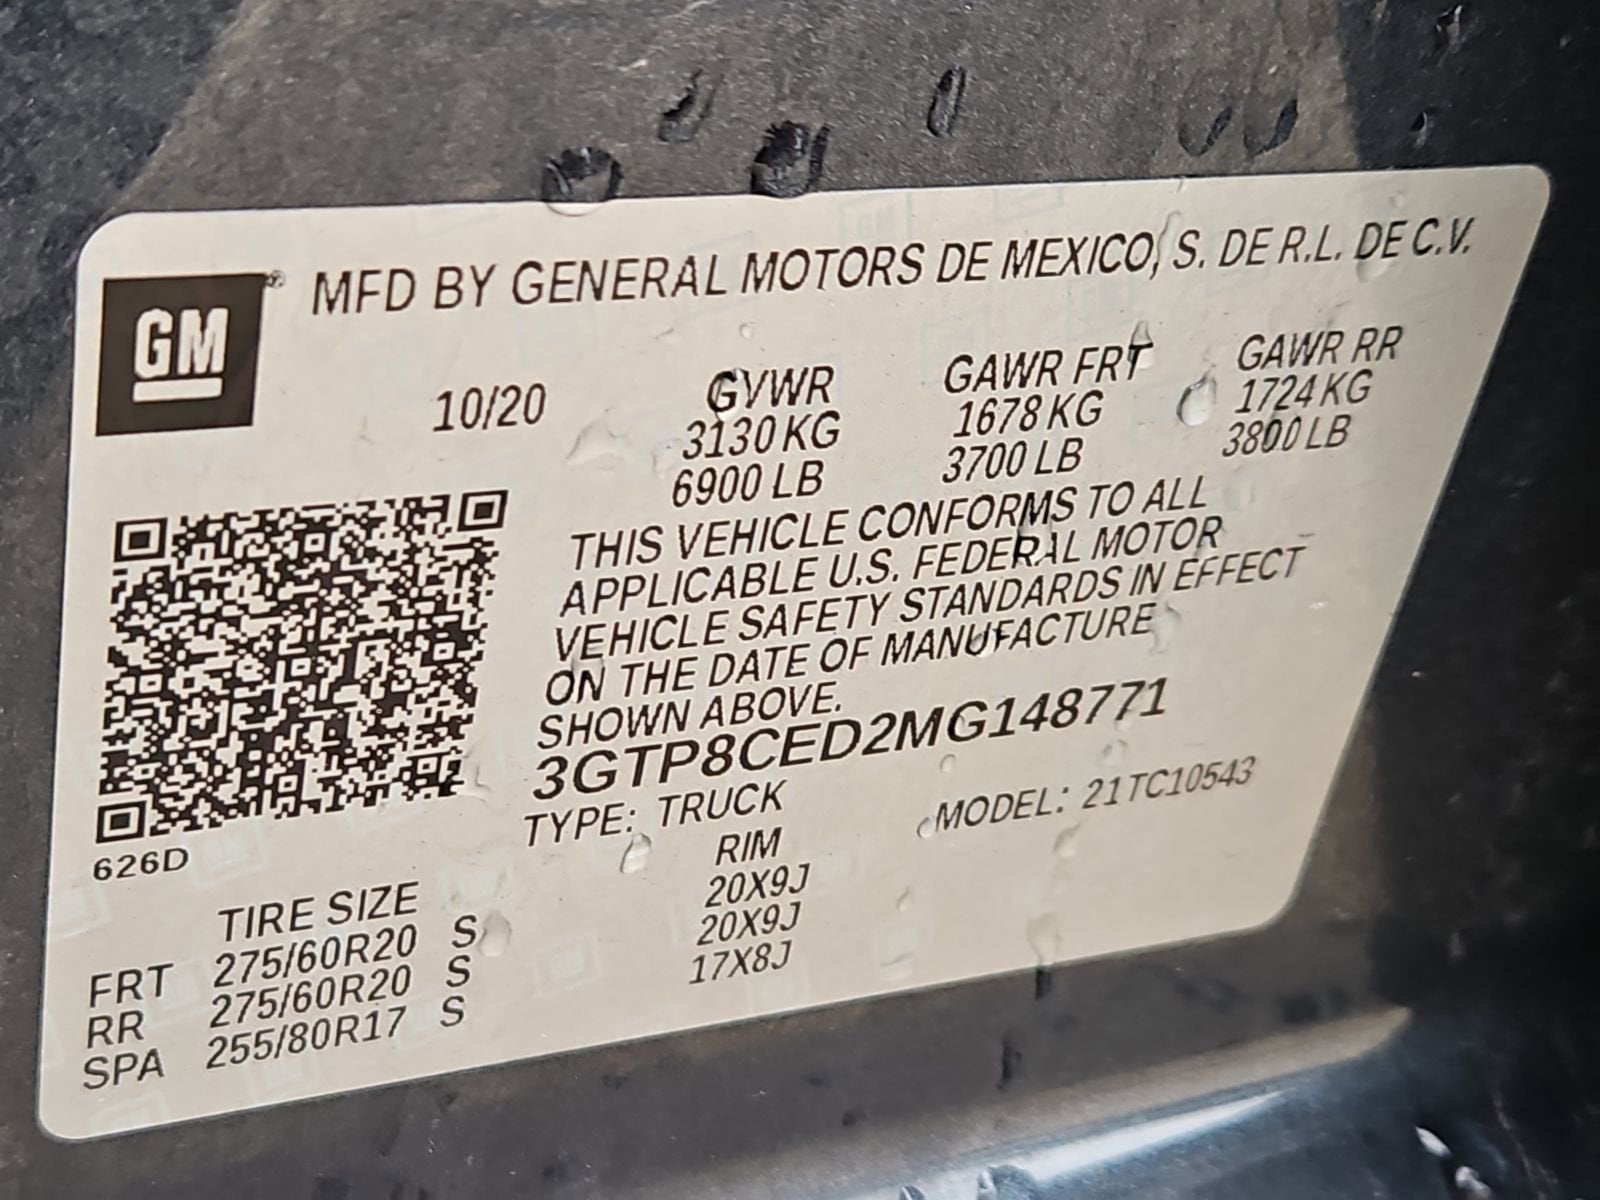 GM® MFD BY GENERAL MOTORS DE MEXICO, S. DE R.L. DE C.V.
10/20 GVWR GAWR FRT GAWR RR
3130 KG 1678 KG 1724 KG
6900 LB 3700 LB 3800 LB
THIS VEHICLE CONFORMS TO ALL
APPLICABLE U.S. FEDERAL MOTOR
VEHICLE SAFETY STANDARDS IN EFFECT
ON THE DATE OF MANUFACTURE
SHOWN ABOVE.
3GTP8CED2MG148771
TYPE: TRUCK MODEL: 21TC10543
626D
TIRE SIZE RIM
FRT 275/60R20 S 20X9J
RR 275/60R20 S 20X9J
SPA 255/80R17 S 17X8J